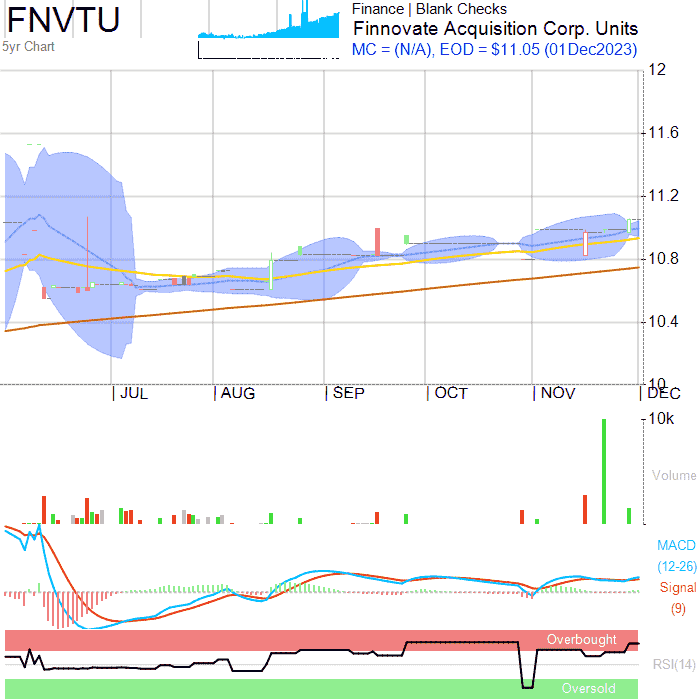 FNVTU
5yr Chart
Finance | Blank Checks
Finnovate Acquisition Corp. Units
MC = (N/A), EOD = $11.05 (01Dec2023)
12
11.6
11.2
10.8
10.4
10
| JUL | AUG | SEP | OCT | NOV | DEC
10k
Volume
MACD
(12-26)
Signal
(9)
Overbought
RSI(14)
Oversold